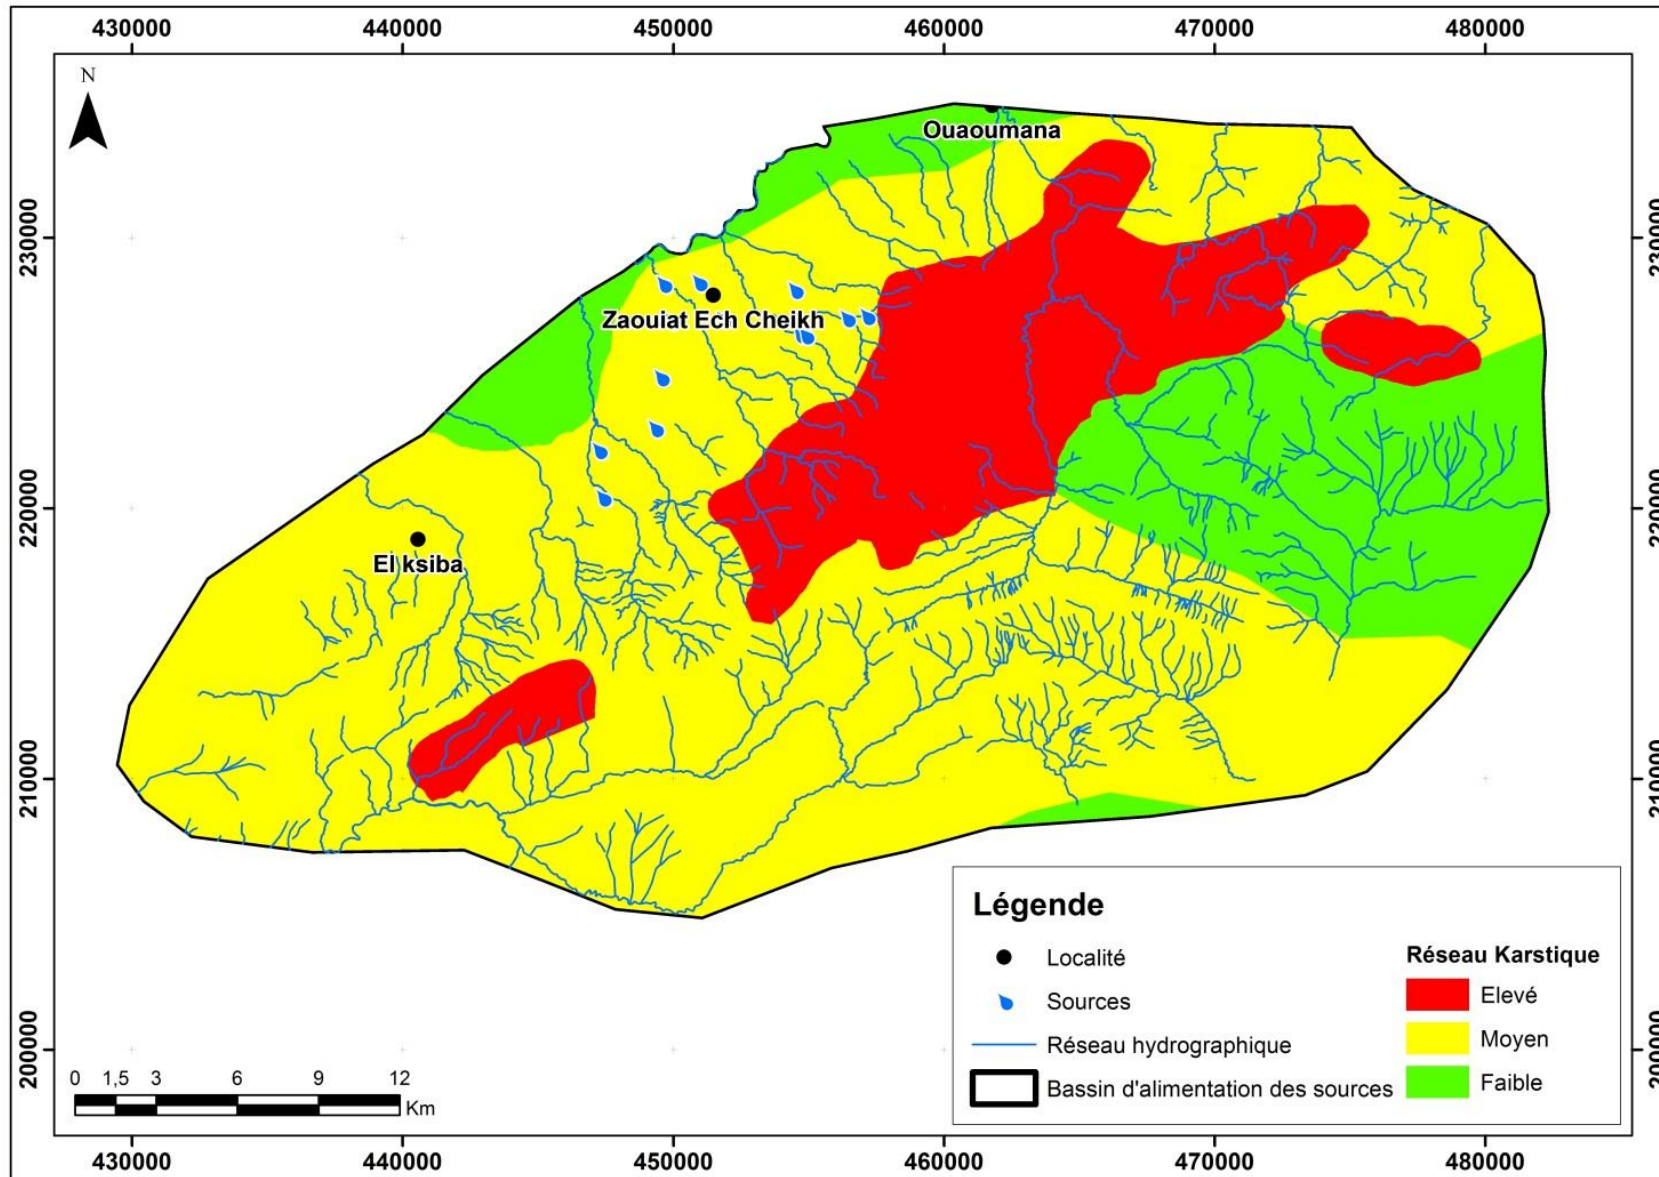 430000 440000 450000 460000 470000 480000
N
Ouaoumana
230000
230000
Zaouiat Ech Cheikh
220000
220000
El ksiba
210000
210000
Légende
Localité
Sources
Réseau hydrographique
Bassin d'alimentation des sources
Réseau Karstique
Elevé
Moyen
Faible
200000
200000
0 1,5 3 6 9 12
Km
430000 440000 450000 460000 470000 480000